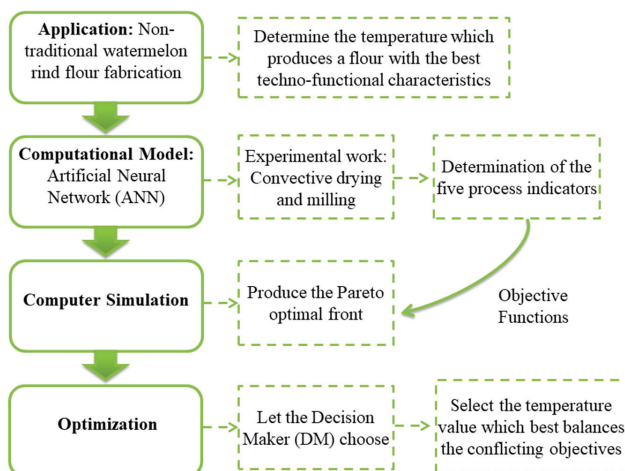 Application: Non-
traditional watermelon
rind flour fabrication
Determine the temperature which
produces a flour with the best
techno-functional characteristics
Computational Model:
Artificial Neural
Network (ANN)
Experimental work:
Convective drying
and milling
Determination of the
five process indicators
Computer Simulation
Produce the Pareto
optimal front
Objective
Functions
Optimization
Let the Decision
Maker (DM) choose
Select the temperature
value which best balances
the conflicting objectives